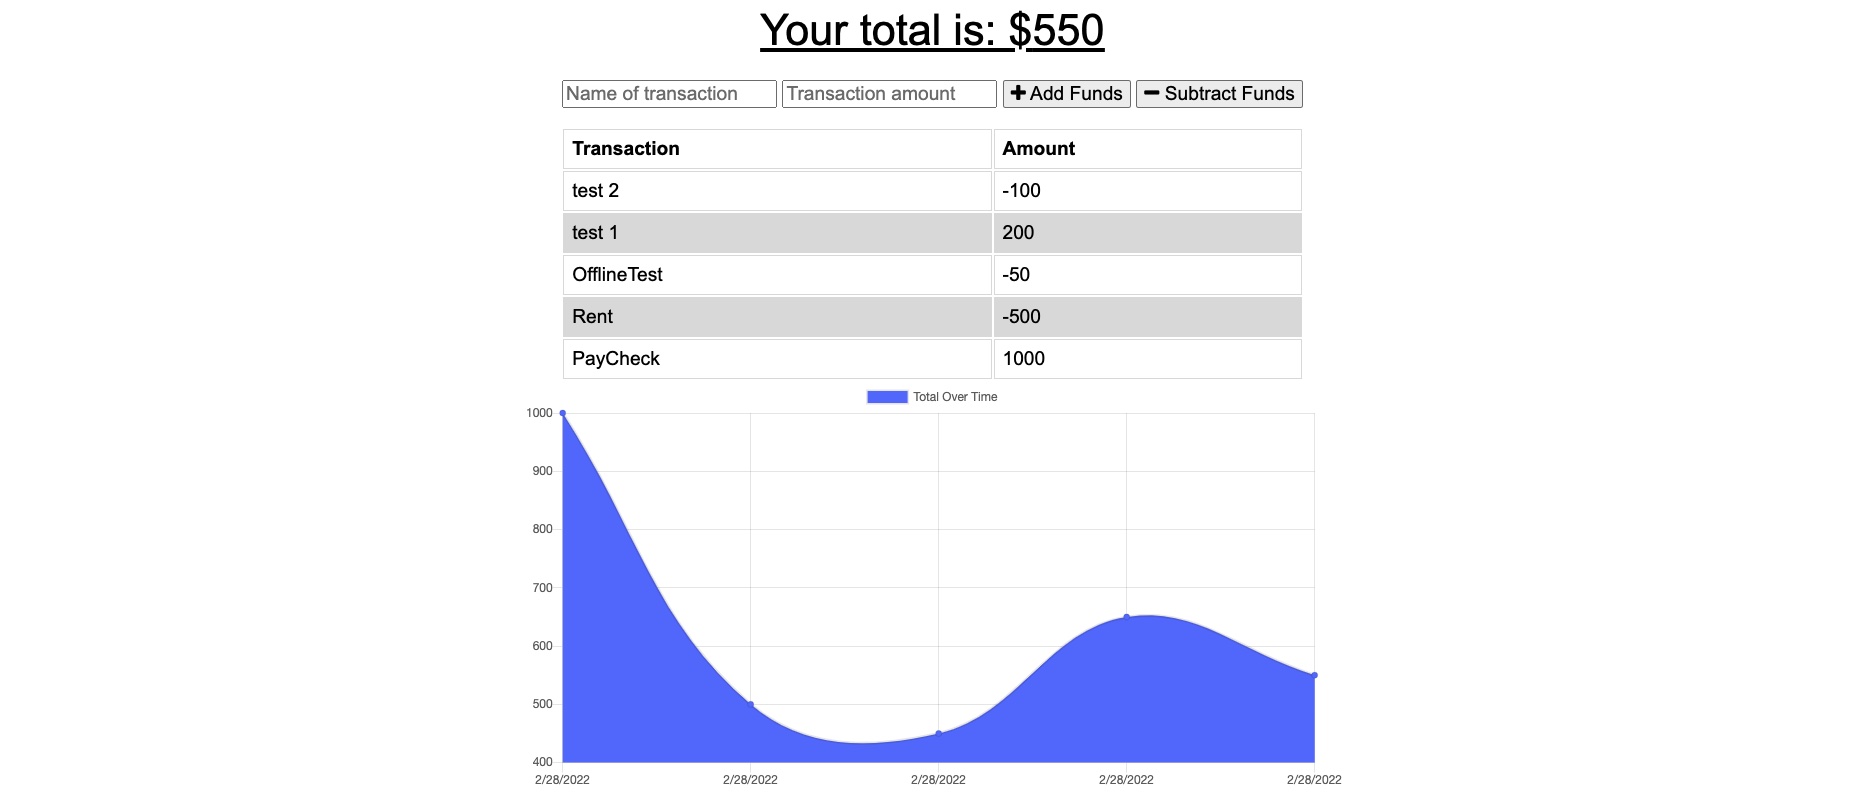 Your total is: $550
Name of transaction Transaction amount Add Funds Subtract Funds
Transaction Amount
test 2 -100
test 1 200
OfflineTest -50
Rent -500
PayCheck 1000
Total Over Time
1000
900
800
700
600
500
400
2/28/2022 2/28/2022 2/28/2022 2/28/2022 2/28/2022